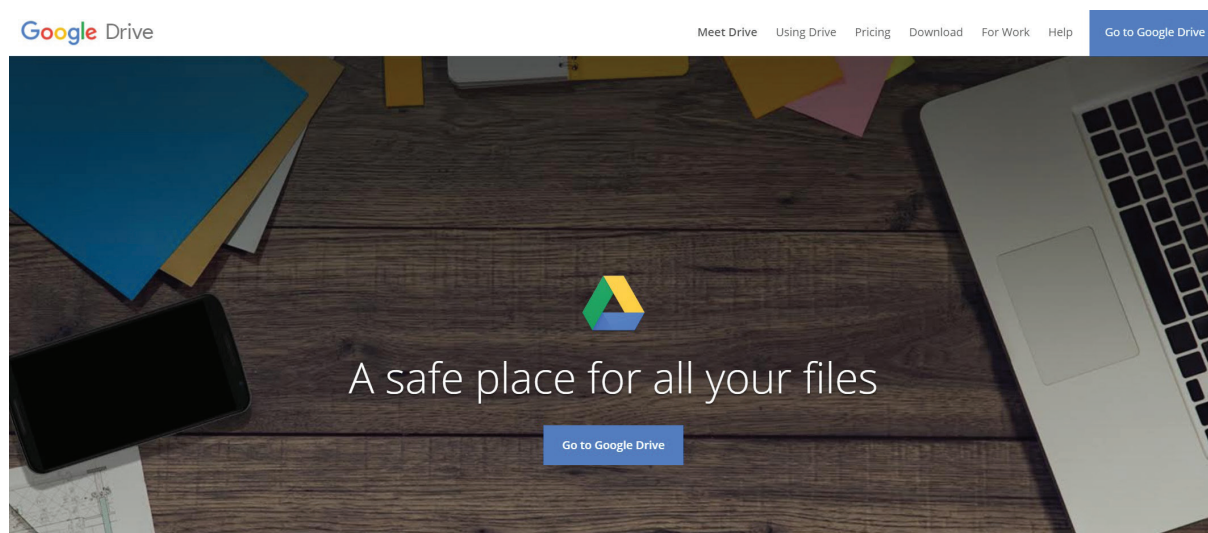 Google Drive
Meet Drive Using Drive Pricing Download For Work Help Go to Google Drive
A safe place for all your files
Go to Google Drive